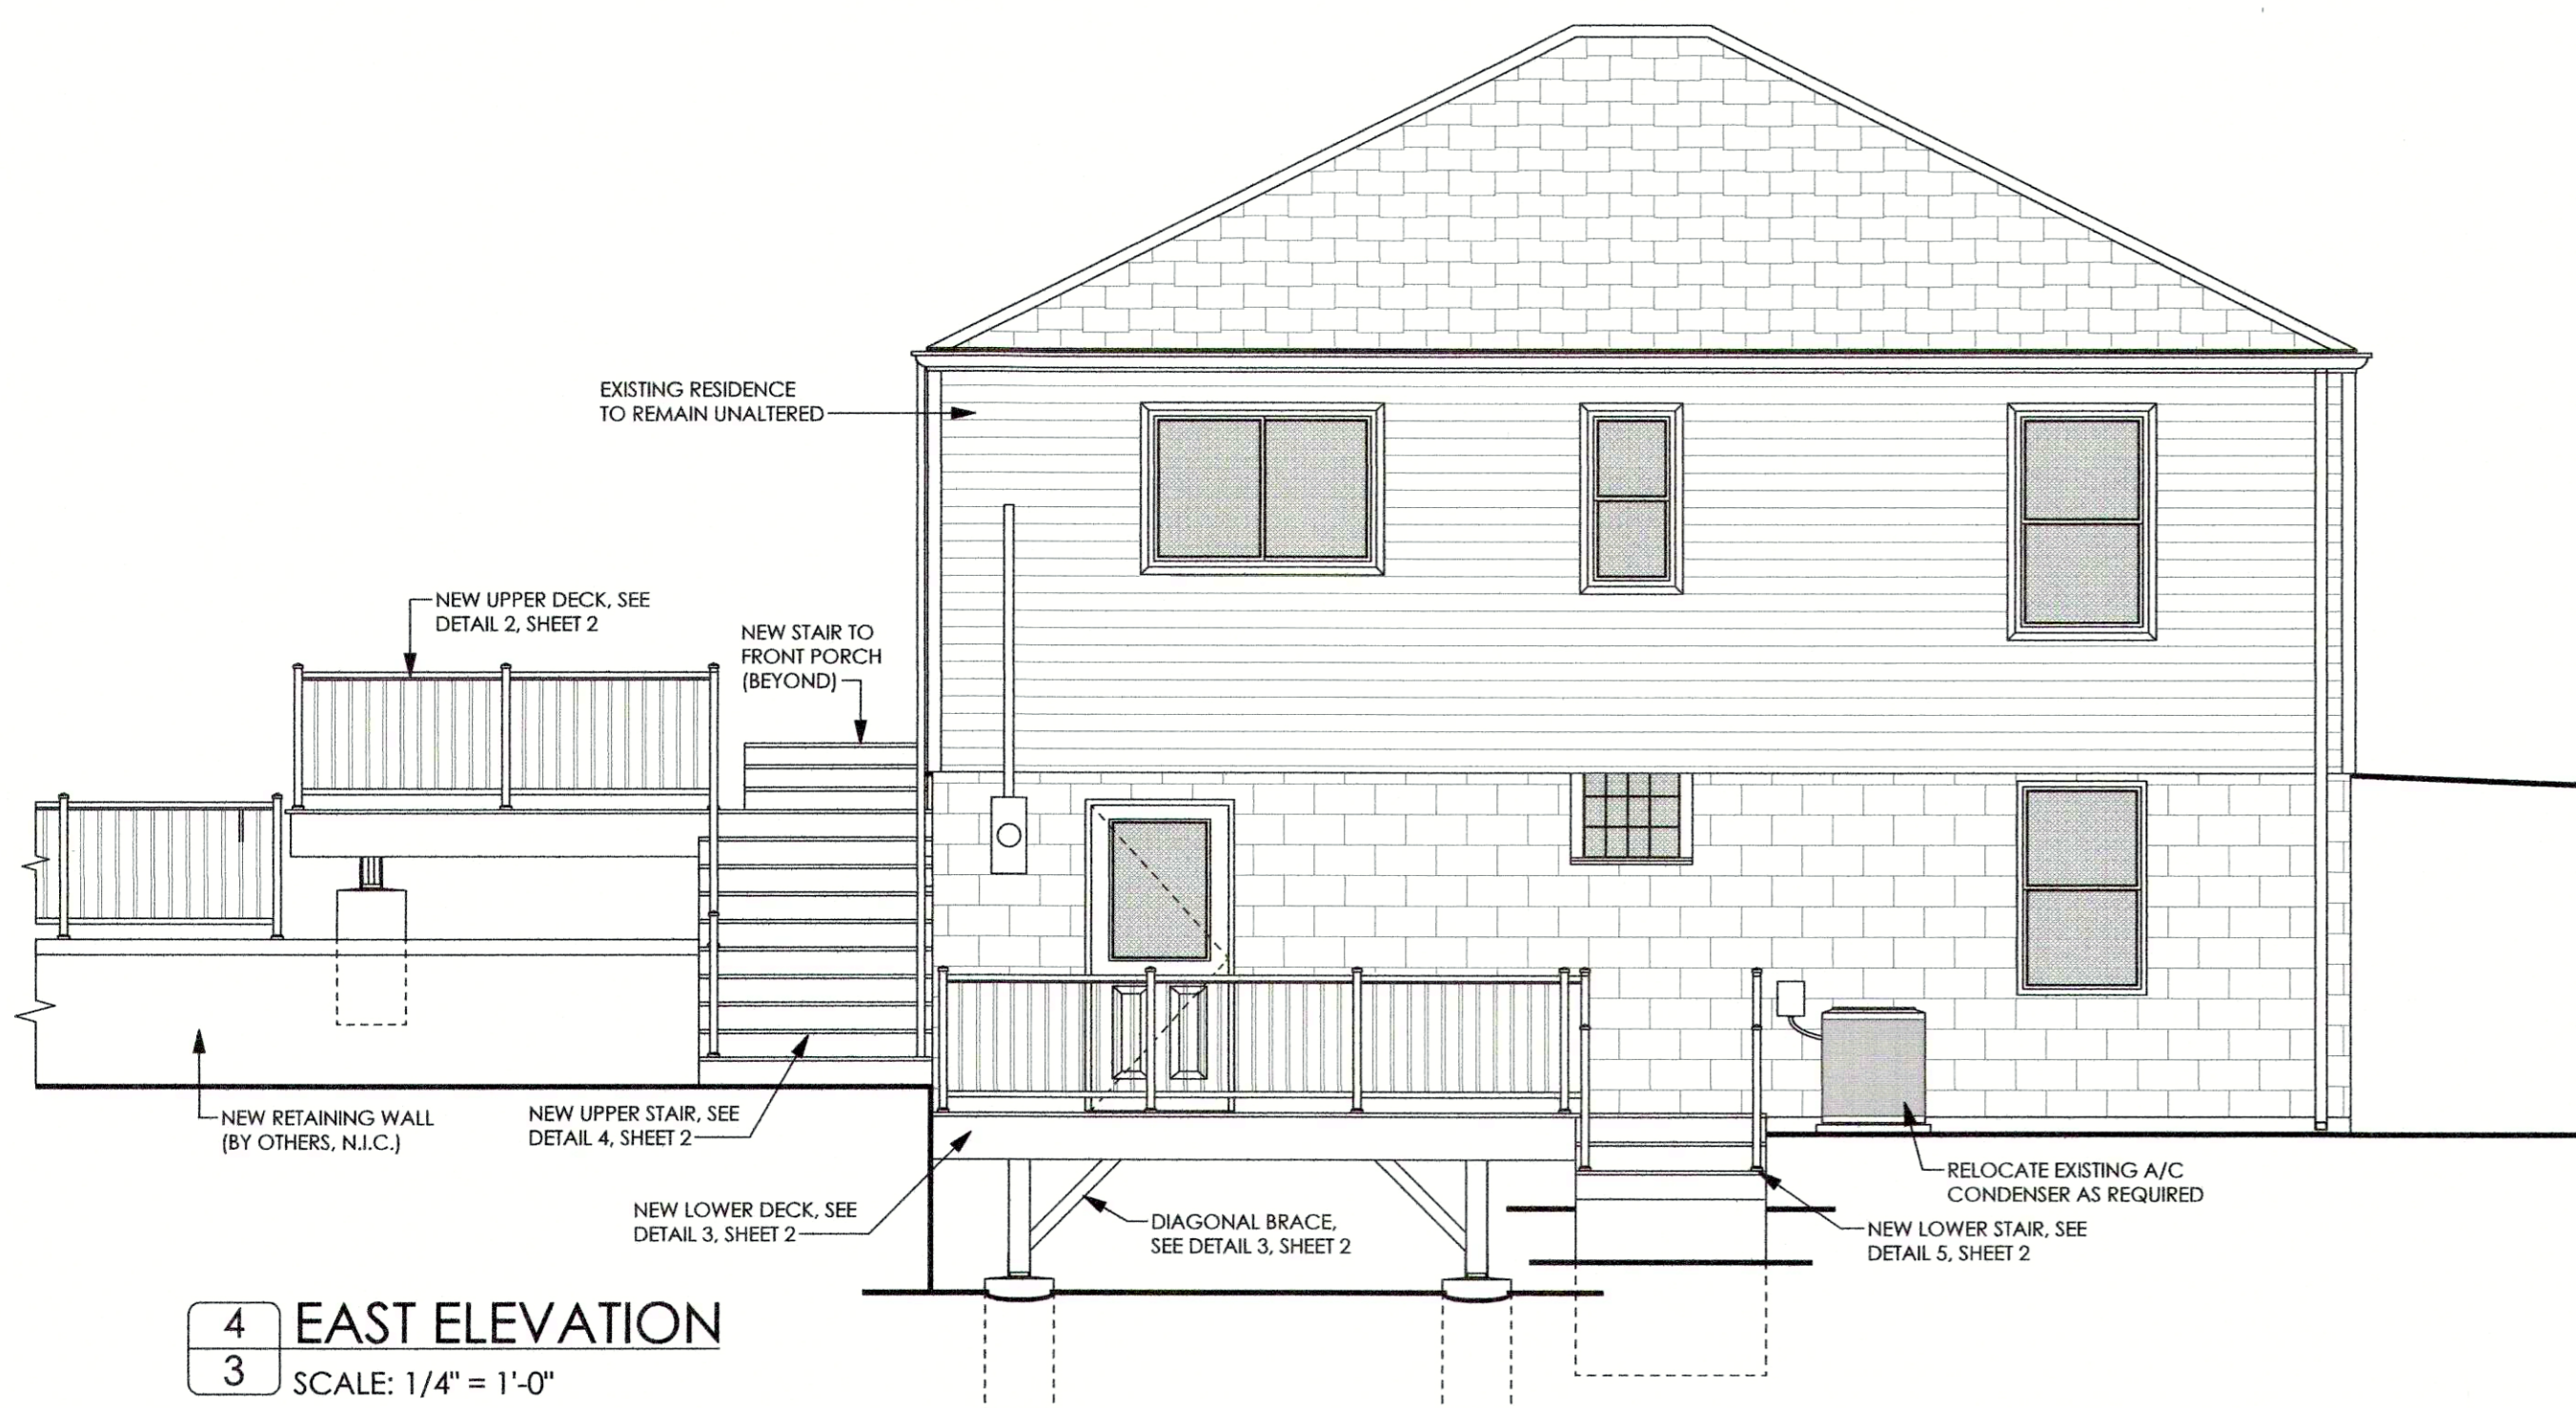 EXISTING RESIDENCE
TO REMAIN UNALTERED
NEW UPPER DECK, SEE
DETAIL 2, SHEET 2
NEW STAIR TO
FRONT PORCH
(BEYOND)
NEW RETAINING WALL
(BY OTHERS, N.I.C.)
NEW UPPER STAIR, SEE
DETAIL 4, SHEET 2
NEW LOWER DECK, SEE
DETAIL 3, SHEET 2
DIAGONAL BRACE,
SEE DETAIL 3, SHEET 2
RELOCATE EXISTING A/C
CONDENSER AS REQUIRED
NEW LOWER STAIR, SEE
DETAIL 5, SHEET 2
4
3
EAST ELEVATION
SCALE: 1/4" = 1'-0"